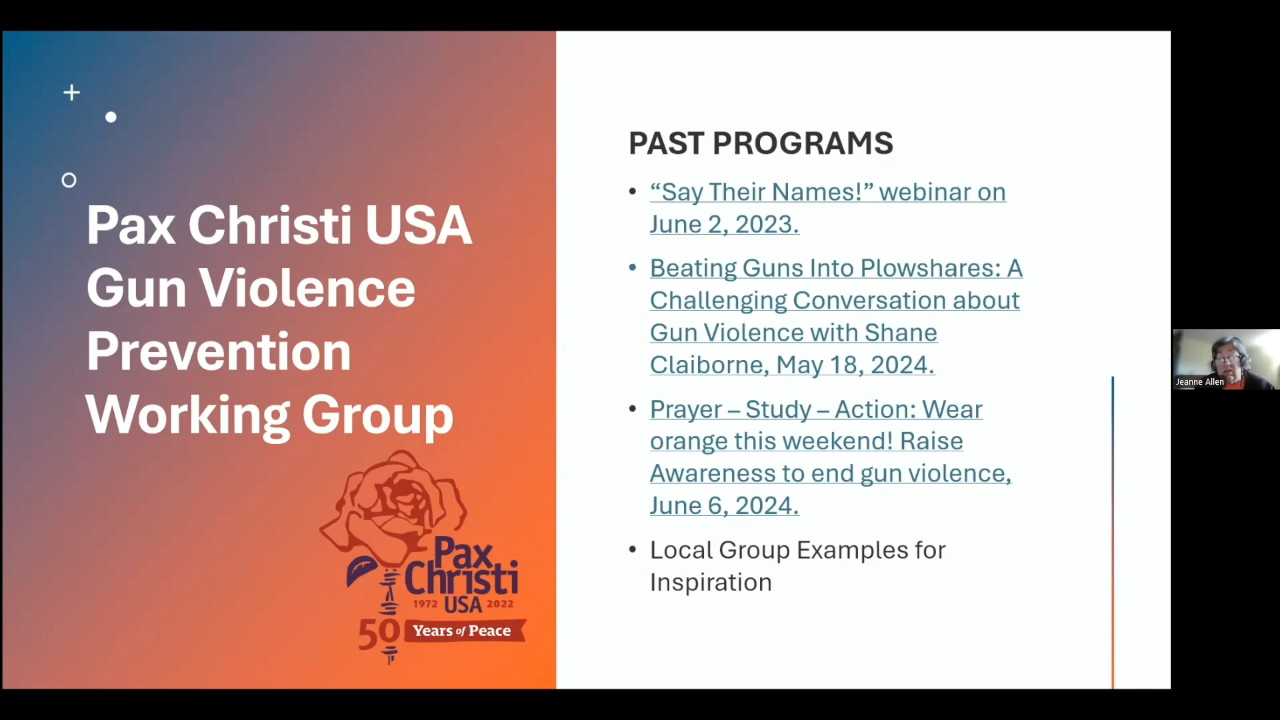 Pax Christi USA
Gun Violence
Prevention
Working Group
Pax
Christi
1972 USA 2022
50 Years of Peace
PAST PROGRAMS
• “Say Their Names!” webinar on
June 2, 2023.
• Beating Guns Into Plowshares: A
Challenging Conversation about
Gun Violence with Shane
Claiborne, May 18, 2024.
• Prayer – Study – Action: Wear
orange this weekend! Raise
Awareness to end gun violence,
June 6, 2024.
• Local Group Examples for
Inspiration
Jeanne Allen